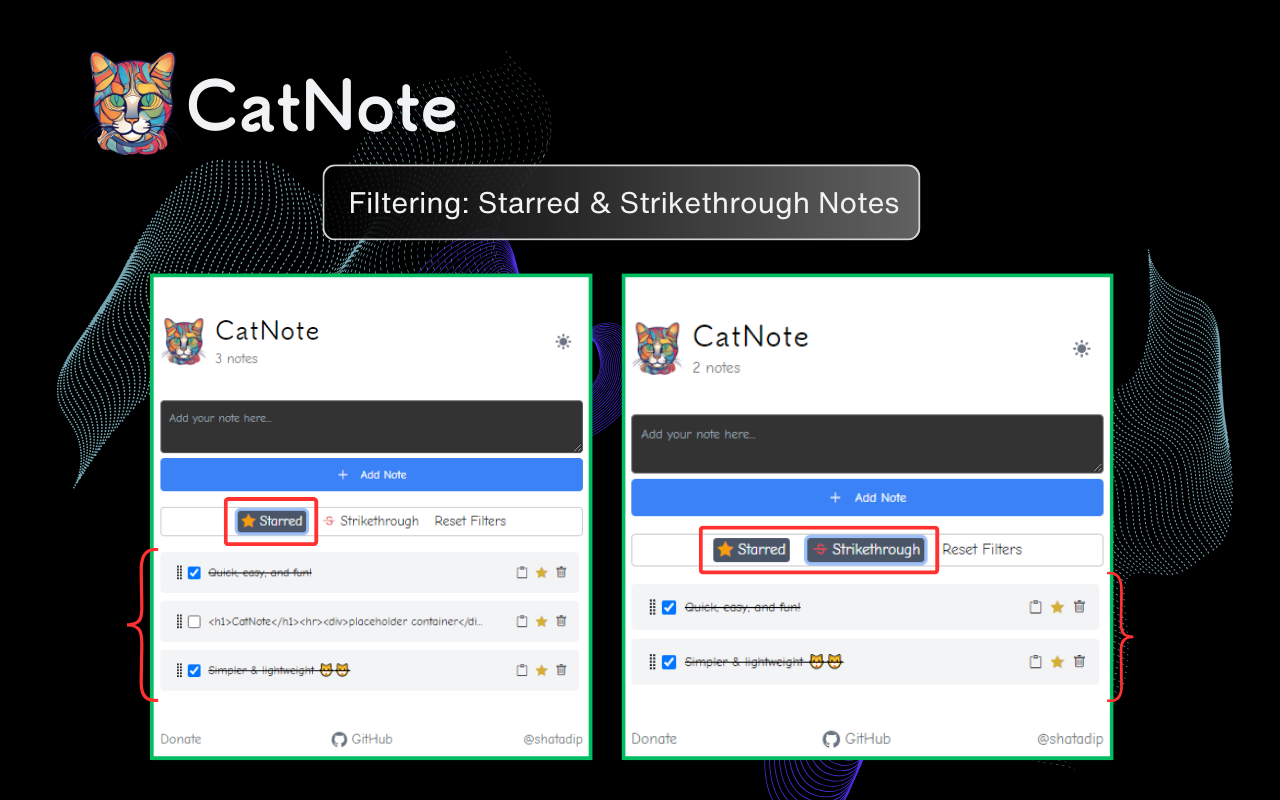 CatNote
Filtering: Starred & Strikethrough Notes
CatNote
3 notes
Add your note here...
+ Add Note
Starred Strikethrough Reset Filters
Quick, easy, and fun!
<h1>CatNote</h1><hr><div>placeholder container</di...
Simpler & lightweight 😺😺
Donate GitHub @shatadip
CatNote
2 notes
Add your note here...
+ Add Note
Starred Strikethrough Reset Filters
Quick, easy, and fun!
Simpler & lightweight 😺😺
Donate GitHub @shatadip